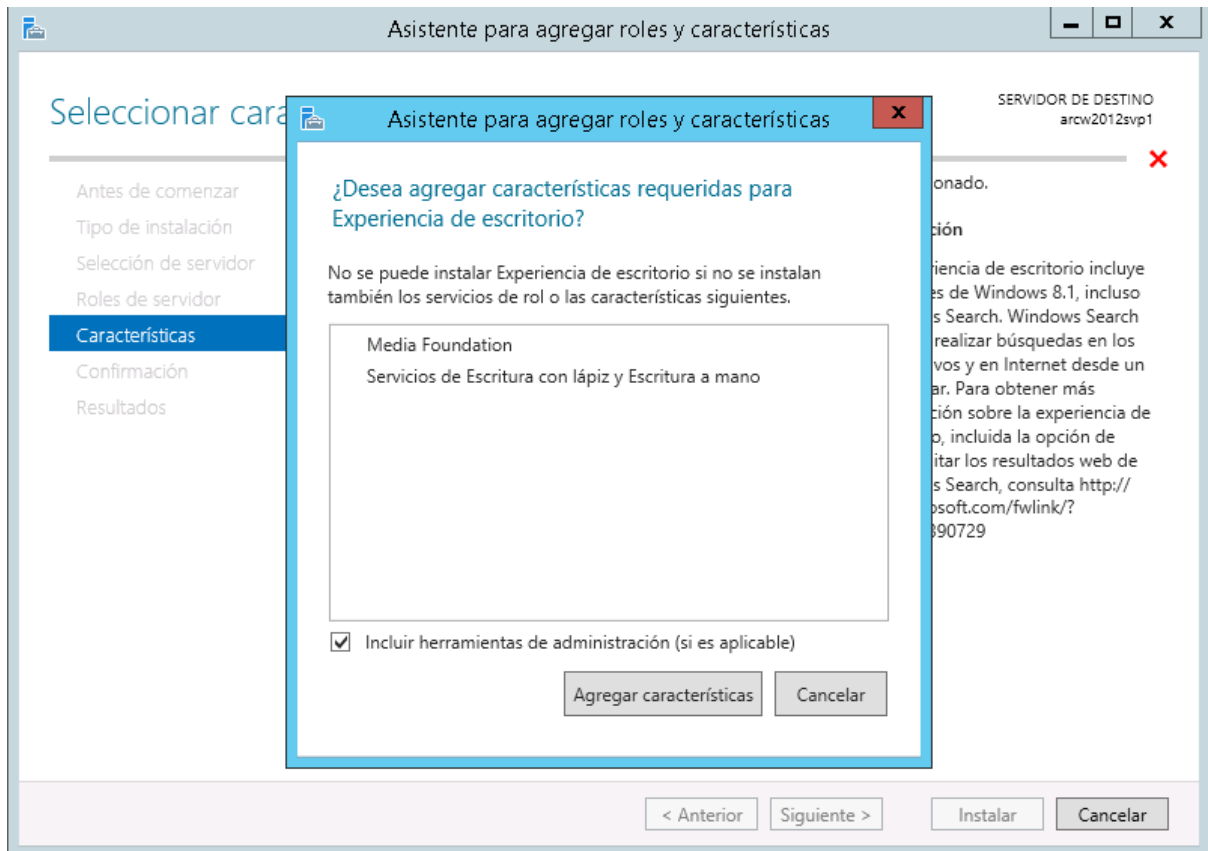 Asistente para agregar roles y características
Seleccionar cara
SERVIDOR DE DESTINO
arcw2012svp1
Antes de comenzar
Tipo de instalación
Selección de servidor
Roles de servidor
Características
Confirmación
Resultados
Asistente para agregar roles y características
¿Desea agregar características requeridas para
Experiencia de escritorio?
No se puede instalar Experiencia de escritorio si no se instalan
también los servicios de rol o las características siguientes.
Media Foundation
Servicios de Escritura con lápiz y Escritura a mano
Incluir herramientas de administración (si es aplicable)
Agregar características
Cancelar
onado.
ción
riencia de escritorio incluye
es de Windows 8.1, incluso
s Search. Windows Search
realizar búsquedas en los
vos y en Internet desde un
ar. Para obtener más
ción sobre la experiencia de
o, incluida la opción de
itar los resultados web de
s Search, consulta http://
osoft.com/fwlink/?
390729
< Anterior
Siguiente >
Instalar
Cancelar